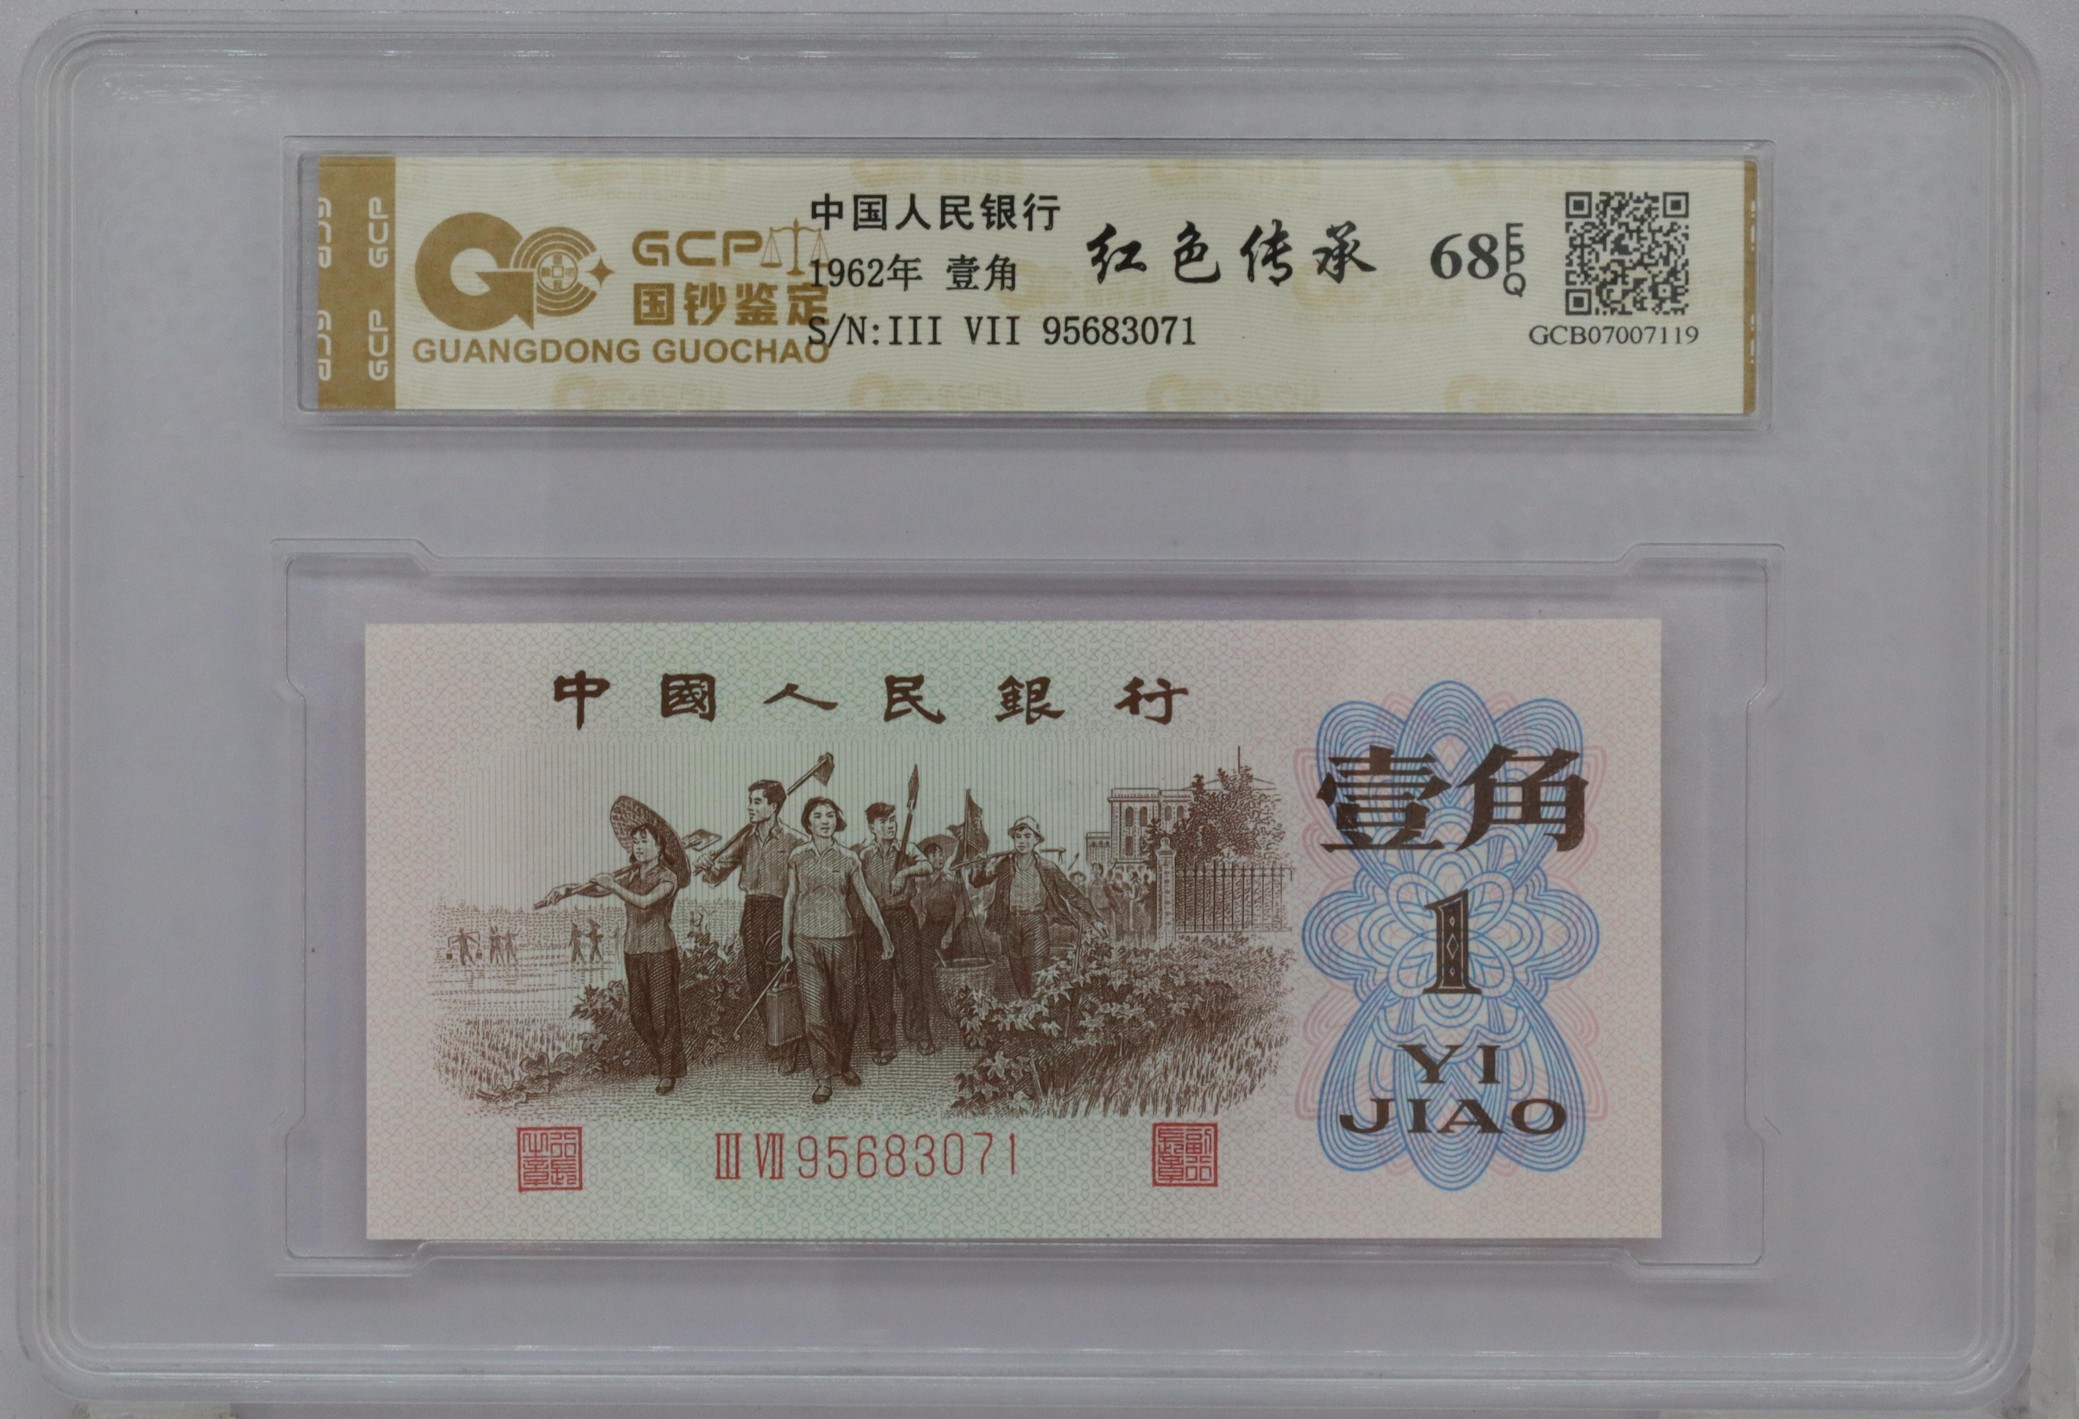 GCP
GCP
GCP
国钞鉴定
GUANGDONG GUOCHAO
中国人民银行
1962年 壹角
S/N:III VII 95683071
红色传承
68 EPQ
GCB07007119
中國人民銀行
壹角
1
YI
JIAO
III VII 95683071